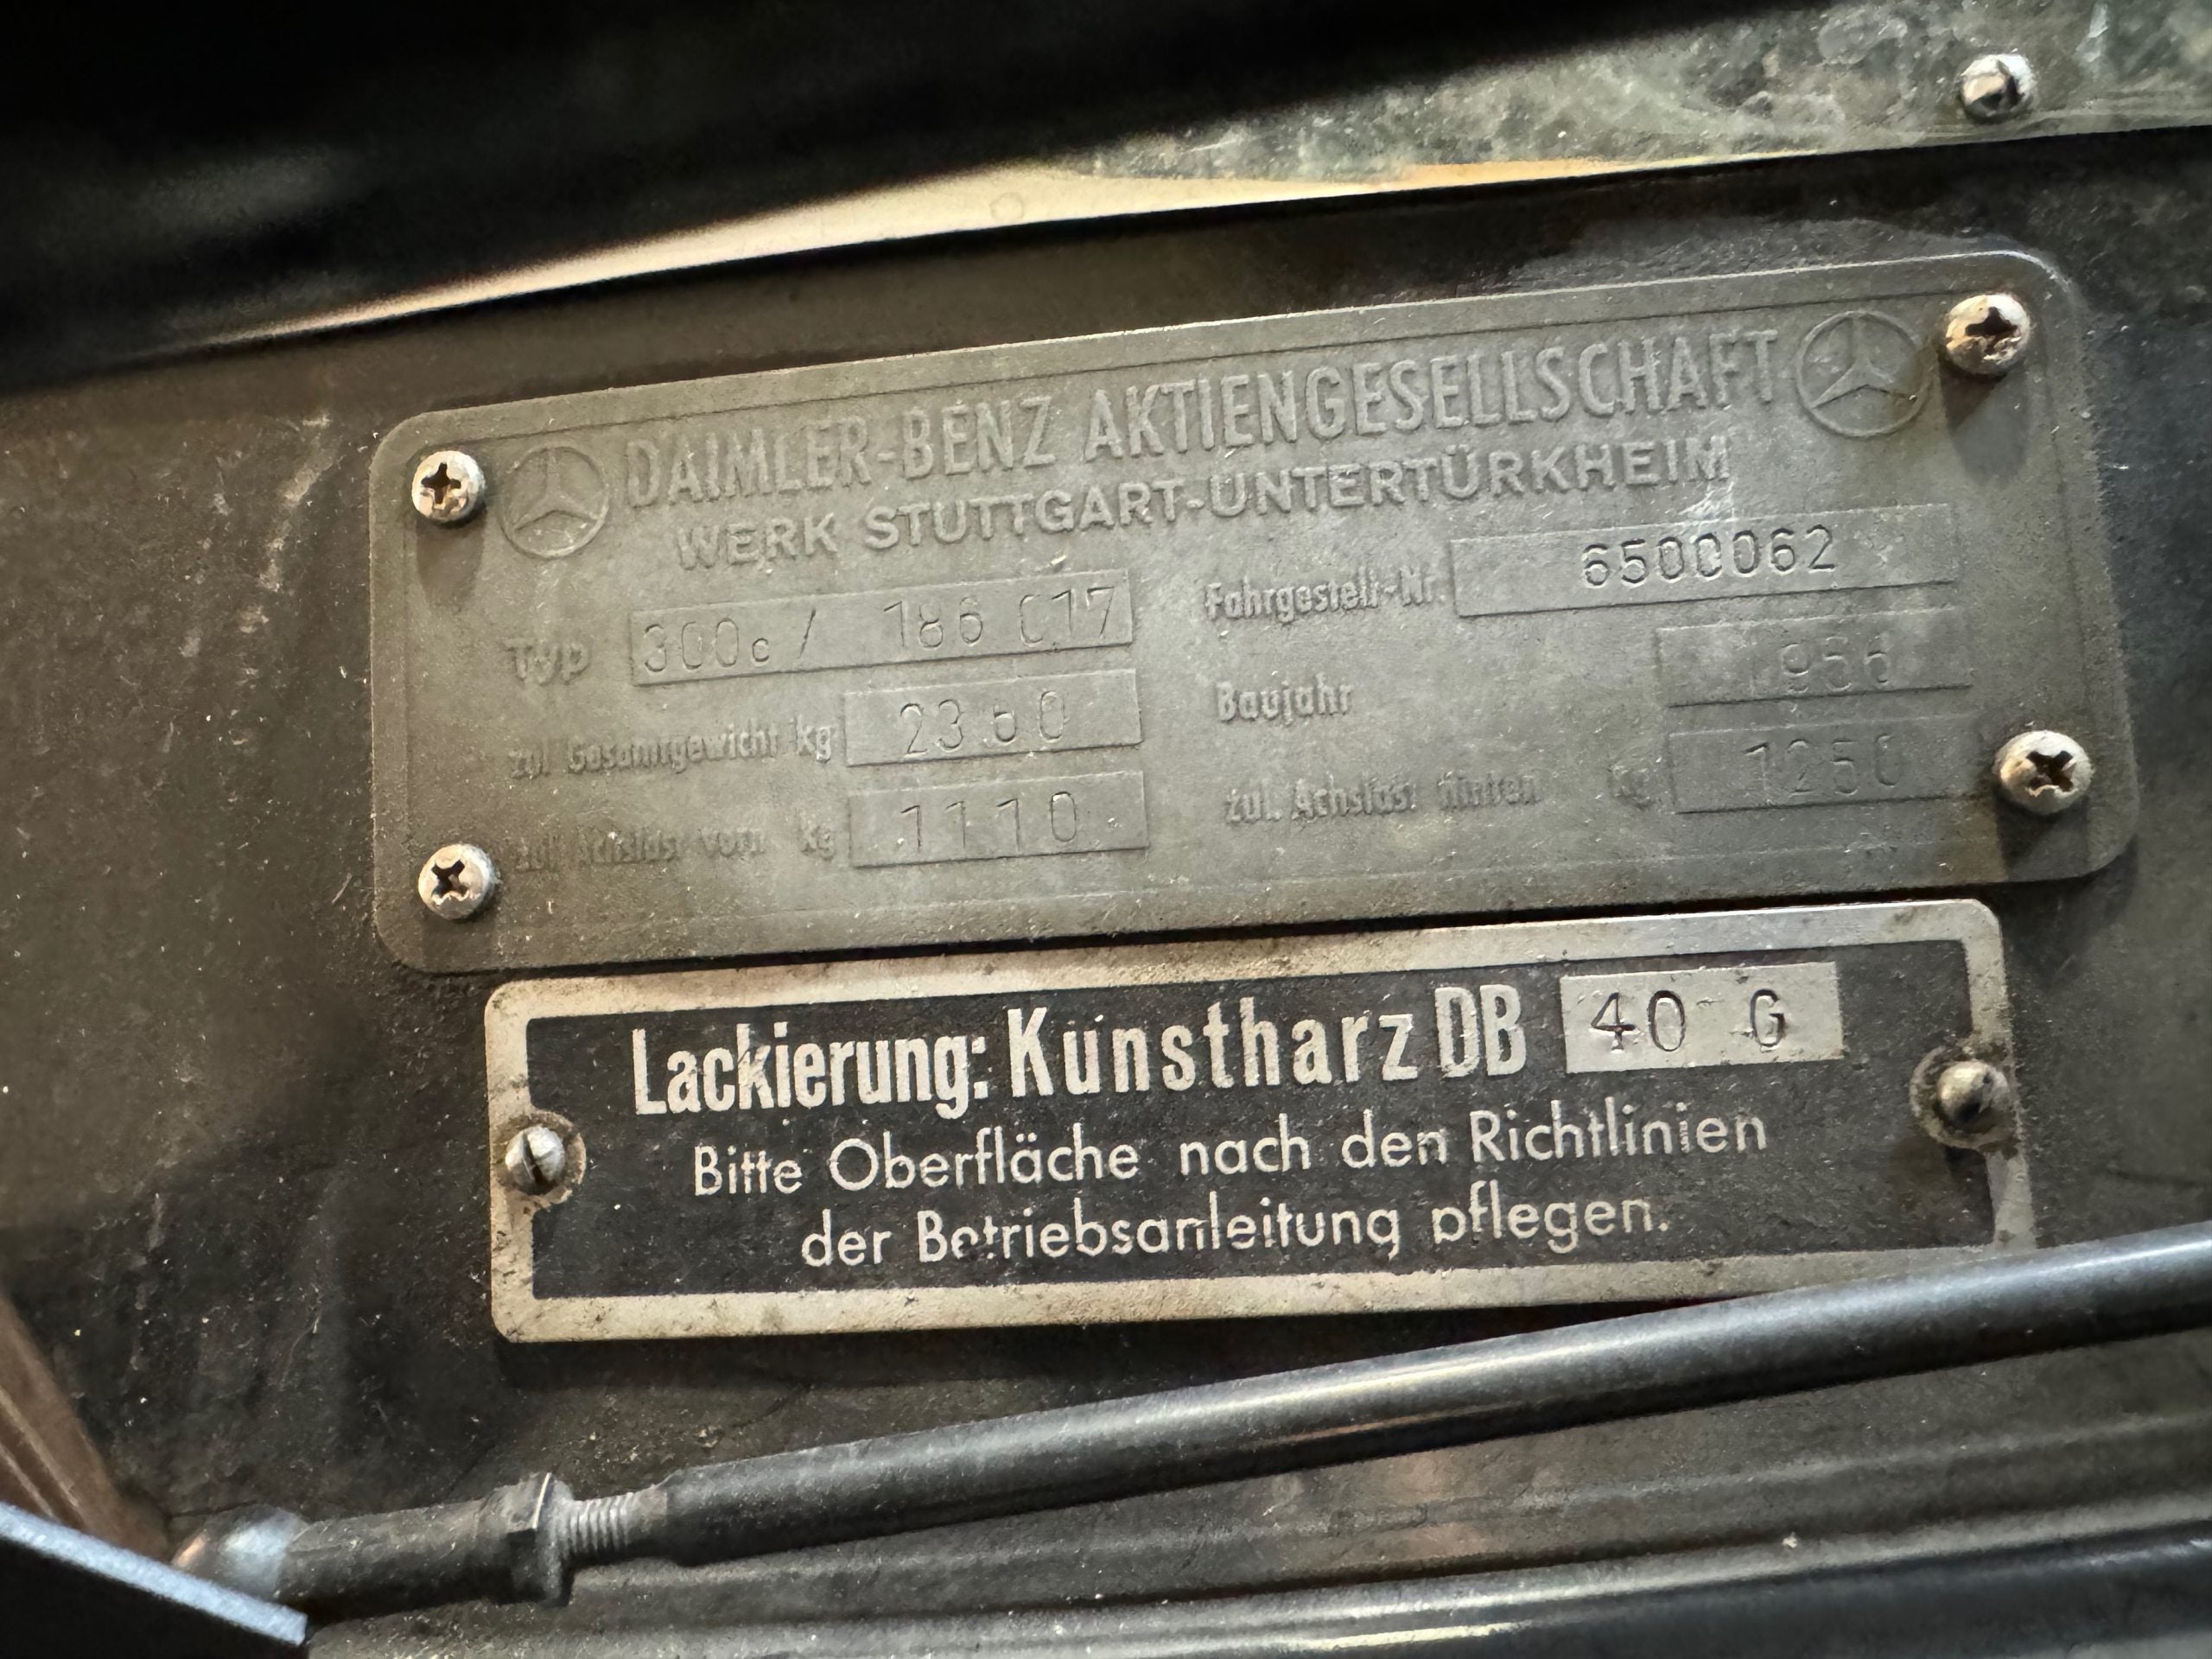 DAIMLER-BENZ AKTIENGESELLSCHAFT
WERK STUTTGART-UNTERTÜRKHEIM
Typ 300c / 186 017 Fahrgestell-Nr. 6500062
zul. Gesamtgewicht kg 2360 Baujahr 1956
zul. Achslast vorn kg 1110 zul. Achslast hinten kg 1250
Lackierung: Kunstharz DB 40 G
Bitte Oberfläche nach den Richtlinien
der Betriebsanleitung pflegen.